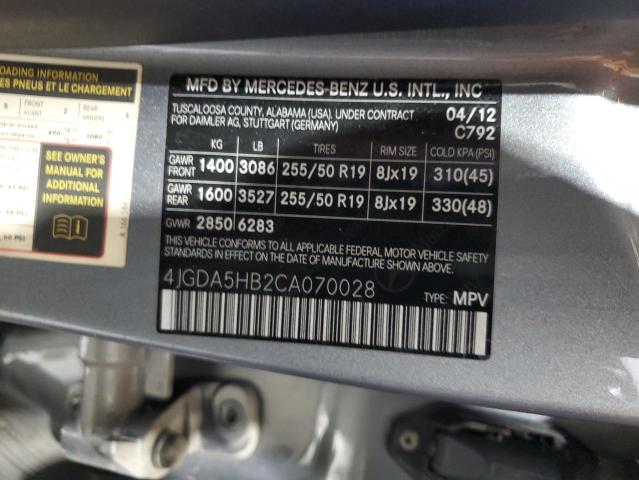 LOADING INFORMATION
DES PNEUS ET LE CHARGEMENT
FRONT
AVANT
2
REAR
ARRIÈRE
3
SEE OWNER'S
MANUAL FOR
ADDITIONAL
INFORMATION
MFD BY MERCEDES-BENZ U.S. INTL., INC
TUSCALOOSA COUNTY, ALABAMA (USA). UNDER CONTRACT 04/12
FOR DAIMLER AG, STUTTGART (GERMANY) C792
KG LB TIRES RIM SIZE COLD KPA (PSI)
GAWR FRONT 1400 3086 255/50 R19 8Jx19 310(45)
GAWR REAR 1600 3527 255/50 R19 8Jx19 330(48)
GVWR 2850 6283
THIS VEHICLE CONFORMS TO ALL APPLICABLE FEDERAL MOTOR VEHICLE SAFETY
STANDARDS IN EFFECT ON THE DATE OF MANUFACTURE SHOWN ABOVE.
4JGDA5HB2CA070028
TYPE: MPV